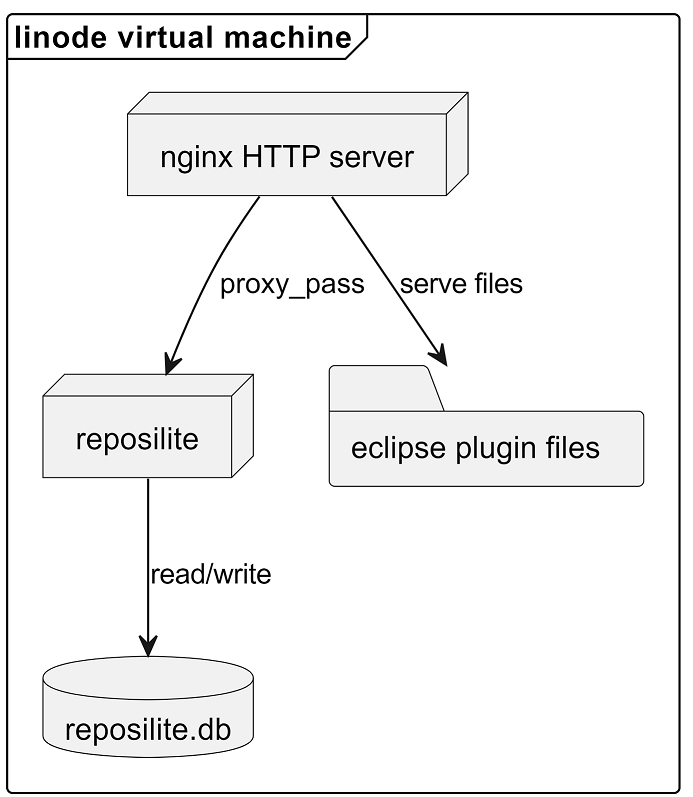 linode virtual machine
nginx HTTP server
proxy_pass
serve files
reposilite
eclipse plugin files
read/write
reposilite.db